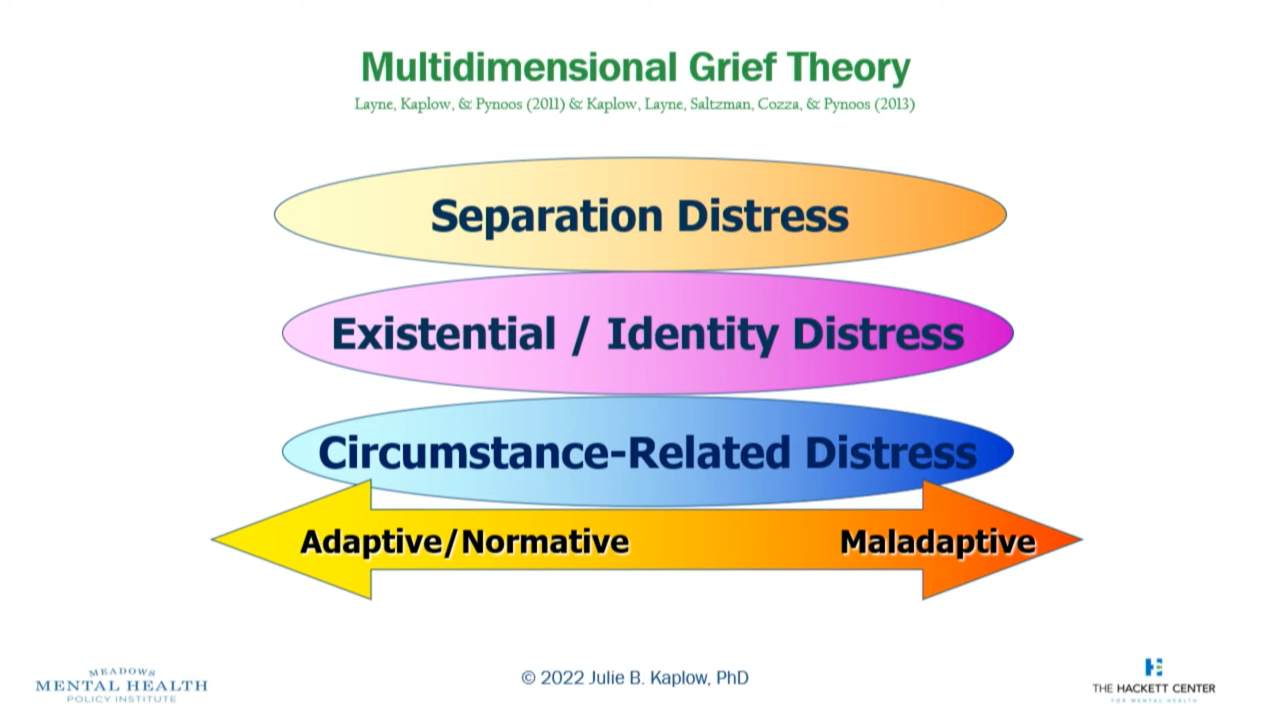 Multidimensional Grief Theory
Layne, Kaplow, & Pynoos (2011) & Kaplow, Layne, Saltzman, Cozza, & Pynoos (2013)
Separation Distress
Existential / Identity Distress
Circumstance-Related Distress
Adaptive/Normative
Maladaptive
MEADOWS
MENTAL HEALTH
POLICY INSTITUTE
© 2022 Julie B. Kaplow, PhD
THE HACKETT CENTER
FOR MENTAL HEALTH